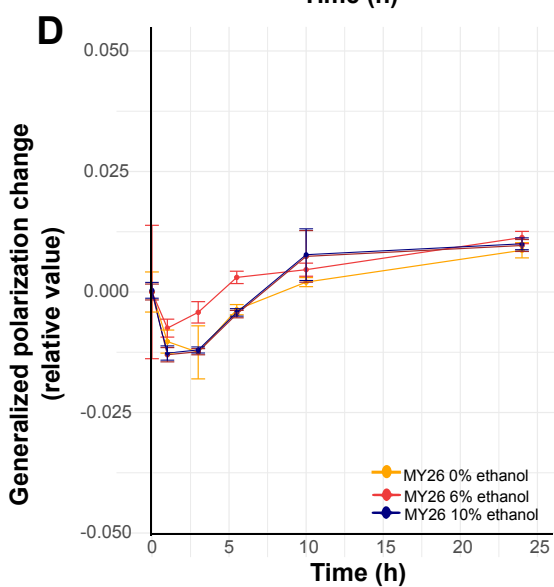 Time (h)
D
0.050
0.025
0.000
-0.025
-0.050
Generalized polarization change
(relative value)
MY26 0% ethanol
MY26 6% ethanol
MY26 10% ethanol
0 5 10 15 20 25
Time (h)